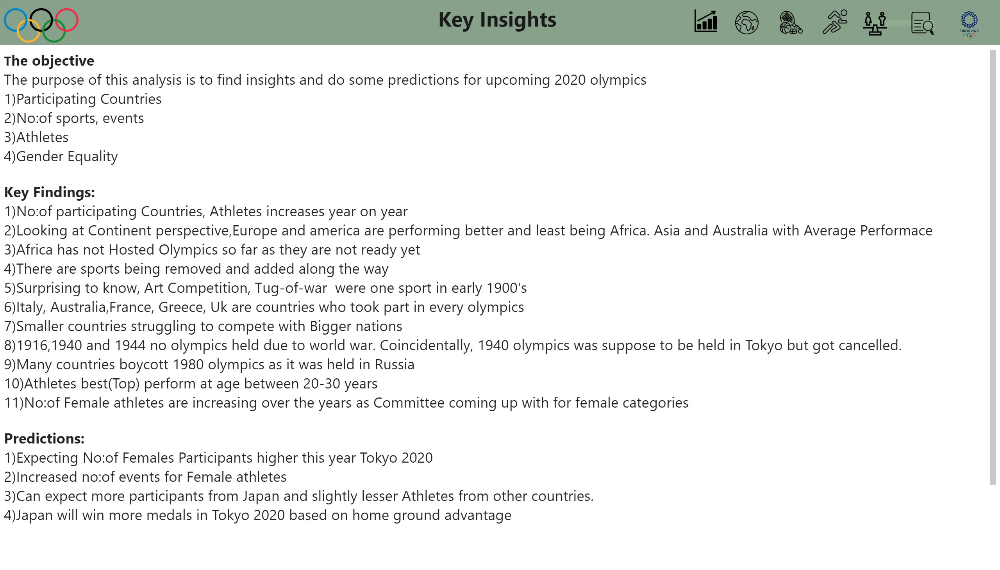 Key Insights
TOKYO 2020
The objective
The purpose of this analysis is to find insights and do some predictions for upcoming 2020 olympics
1)Participating Countries
2)No:of sports, events
3)Athletes
4)Gender Equality
Key Findings:
1)No:of participating Countries, Athletes increases year on year
2)Looking at Continent perspective,Europe and america are performing better and least being Africa. Asia and Australia with Average Performace
3)Africa has not Hosted Olympics so far as they are not ready yet
4)There are sports being removed and added along the way
5)Surprising to know, Art Competition, Tug-of-war  were one sport in early 1900's
6)Italy, Australia,France, Greece, Uk are countries who took part in every olympics
7)Smaller countries struggling to compete with Bigger nations
8)1916,1940 and 1944 no olympics held due to world war. Coincidentally, 1940 olympics was suppose to be held in Tokyo but got cancelled.
9)Many countries boycott 1980 olympics as it was held in Russia
10)Athletes best(Top) perform at age between 20-30 years
11)No:of Female athletes are increasing over the years as Committee coming up with for female categories
Predictions:
1)Expecting No:of Females Participants higher this year Tokyo 2020
2)Increased no:of events for Female athletes
3)Can expect more participants from Japan and slightly lesser Athletes from other countries.
4)Japan will win more medals in Tokyo 2020 based on home ground advantage